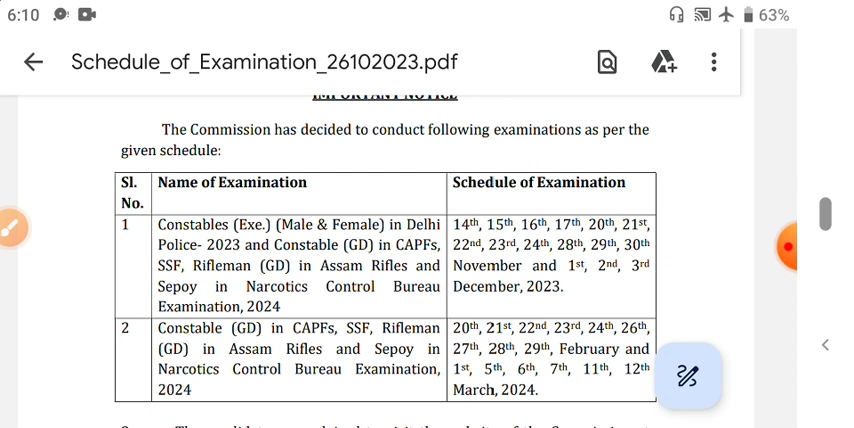 6:10
63%
Schedule_of_Examination_26102023.pdf
IMPORTANT NOTICE
The Commission has decided to conduct following examinations as per the
given schedule:
Sl. No. Name of Examination Schedule of Examination
1 Constables (Exe.) (Male & Female) in Delhi 14th, 15th, 16th, 17th, 20th, 21st,
Police- 2023 and Constable (GD) in CAPFs, 22nd, 23rd, 24th, 28th, 29th, 30th
SSF, Rifleman (GD) in Assam Rifles and November and 1st, 2nd, 3rd
Sepoy in Narcotics Control Bureau December, 2023.
Examination, 2024
2 Constable (GD) in CAPFs, SSF, Rifleman 20th, 21st, 22nd, 23rd, 24th, 26th,
(GD) in Assam Rifles and Sepoy in 27th, 28th, 29th, February and
Narcotics Control Bureau Examination, 1st, 5th, 6th, 7th, 11th, 12th
2024 March, 2024.